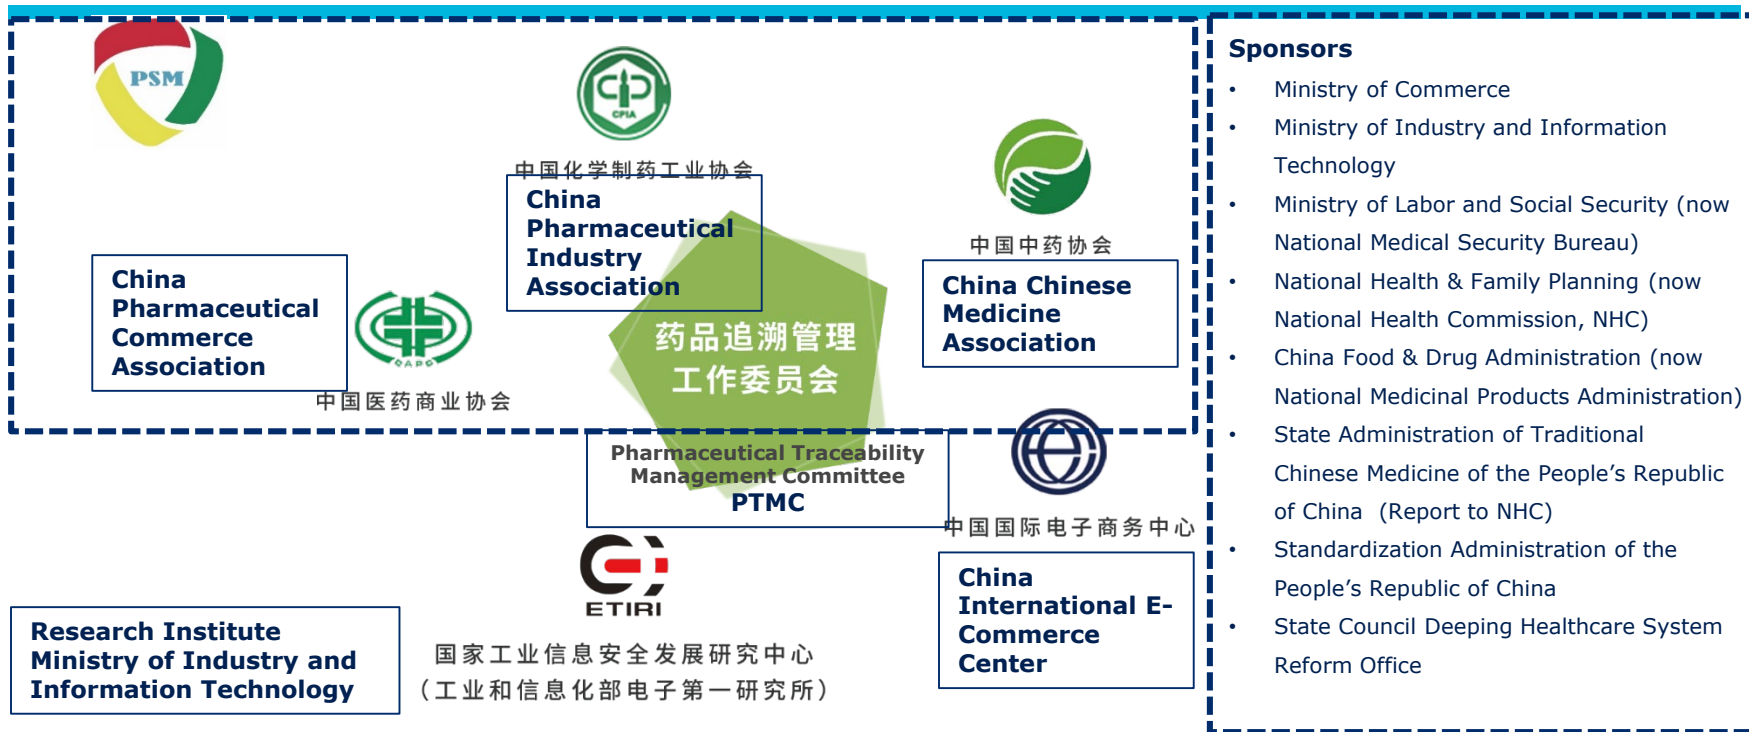 PSM
CPIA
中国化学制药工业协会
China
Pharmaceutical
Industry
Association
中国中药协会
China Chinese
Medicine
Association
China
Pharmaceutical
Commerce
Association
CAPC
中国医药商业协会
药品追溯管理
工作委员会
Pharmaceutical Traceability
Management Committee
PTMC
中国国际电子商务中心
China
International E-
Commerce
Center
ETIRI
国家工业信息安全发展研究中心
（工业和信息化部电子第一研究所）
Research Institute
Ministry of Industry and
Information Technology
Sponsors
• Ministry of Commerce
• Ministry of Industry and Information
Technology
• Ministry of Labor and Social Security (now
National Medical Security Bureau)
• National Health & Family Planning (now
National Health Commission, NHC)
• China Food & Drug Administration (now
National Medicinal Products Administration)
• State Administration of Traditional
Chinese Medicine of the People’s Republic
of China (Report to NHC)
• Standardization Administration of the
People’s Republic of China
• State Council Deeping Healthcare System
Reform Office